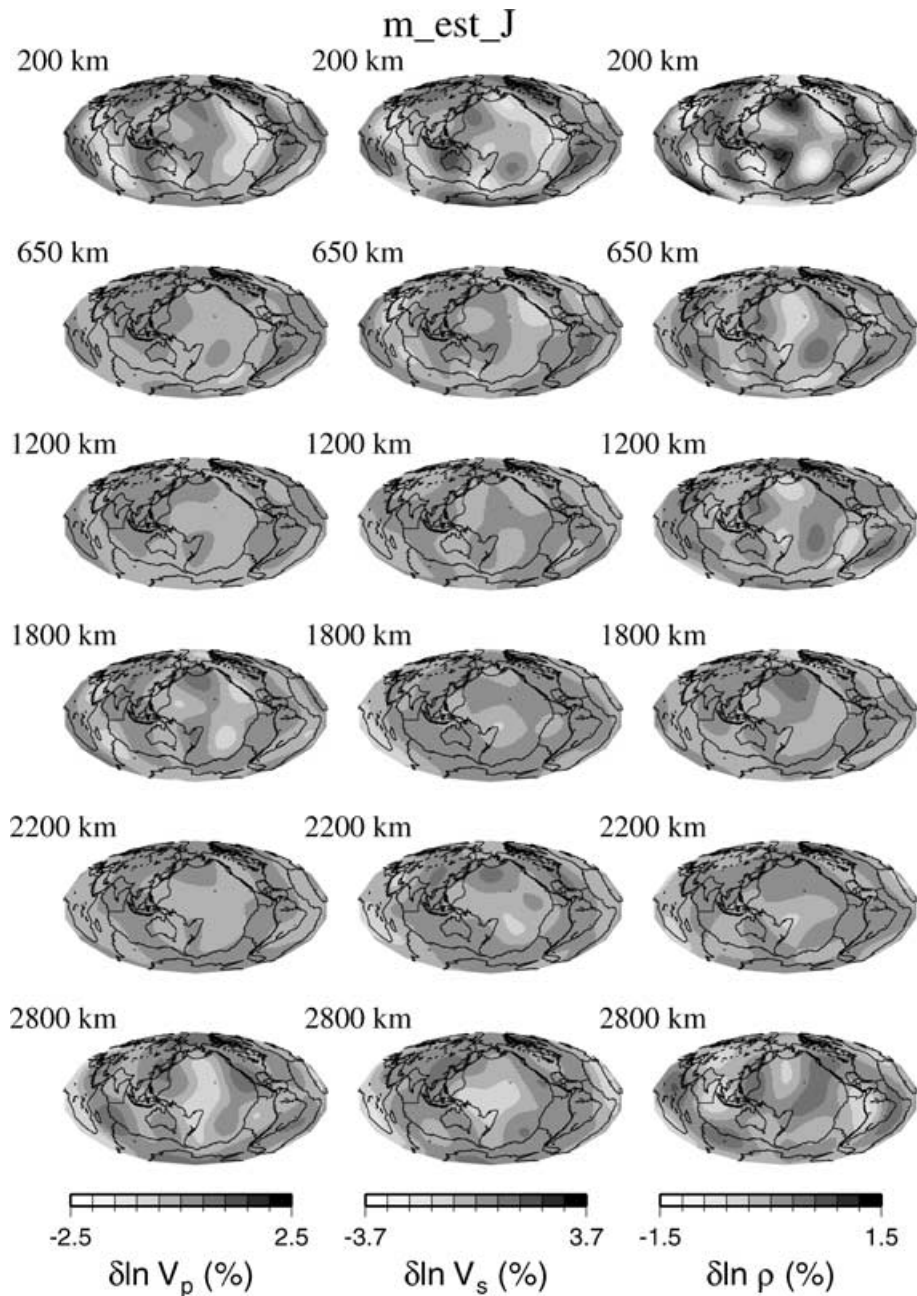 m_est_J
200 km 200 km 200 km
650 km 650 km 650 km
1200 km 1200 km 1200 km
1800 km 1800 km 1800 km
2200 km 2200 km 2200 km
2800 km 2800 km 2800 km
-2.5 2.5 -3.7 3.7 -1.5 1.5
δln Vp (%) δln Vs (%) δln ρ (%)